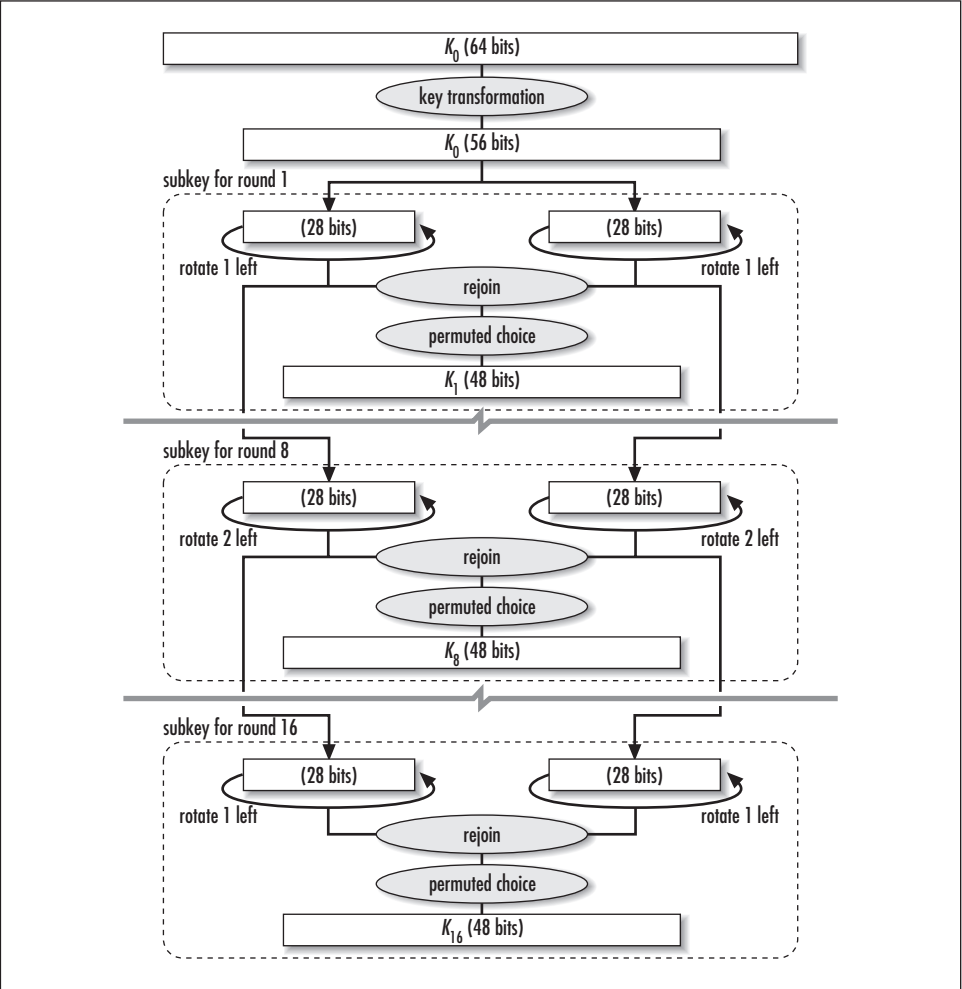 K0 (64 bits)
key transformation
K0 (56 bits)
subkey for round 1
(28 bits)
(28 bits)
rotate 1 left
rotate 1 left
rejoin
permuted choice
K1 (48 bits)
subkey for round 8
(28 bits)
(28 bits)
rotate 2 left
rotate 2 left
rejoin
permuted choice
K8 (48 bits)
subkey for round 16
(28 bits)
(28 bits)
rotate 1 left
rotate 1 left
rejoin
permuted choice
K16 (48 bits)